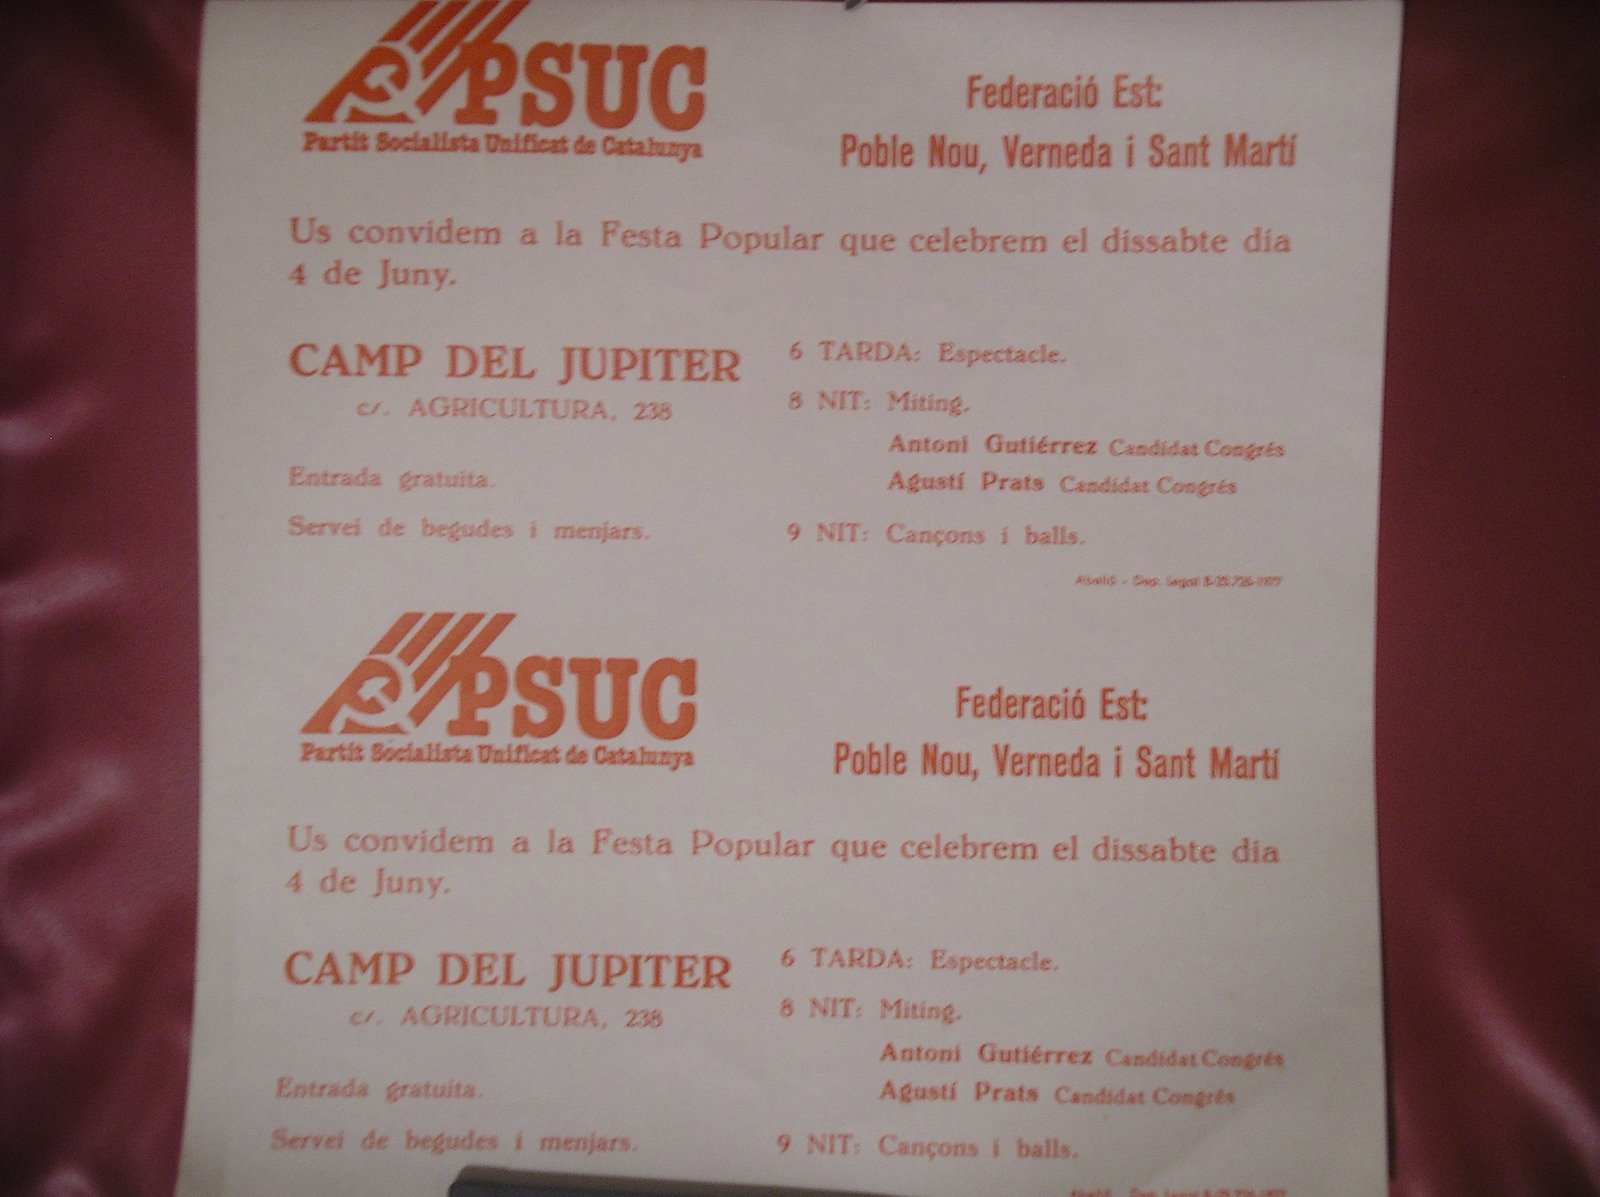 PSUC
Partit Socialista Unificat de Catalunya
Federació Est:
Poble Nou, Verneda i Sant Martí
Us convidem a la Festa Popular que celebrem el dissabte dia
4 de Juny.
CAMP DEL JUPITER
c/. AGRICULTURA, 238
Entrada gratuita.
Servei de begudes i menjars.
6 TARDA: Espectacle.
8 NIT: Míting.
Antoni Gutiérrez Candidat Congrés
Agustí Prats Candidat Congrés
9 NIT: Cançons i balls.
Dep. Legal
PSUC
Partit Socialista Unificat de Catalunya
Federació Est:
Poble Nou, Verneda i Sant Martí
Us convidem a la Festa Popular que celebrem el dissabte dia
4 de Juny.
CAMP DEL JUPITER
c/. AGRICULTURA, 238
Entrada gratuita.
Servei de begudes i menjars.
6 TARDA: Espectacle.
8 NIT: Míting.
Antoni Gutiérrez Candidat Congrés
Agustí Prats Candidat Congrés
9 NIT: Cançons i balls.